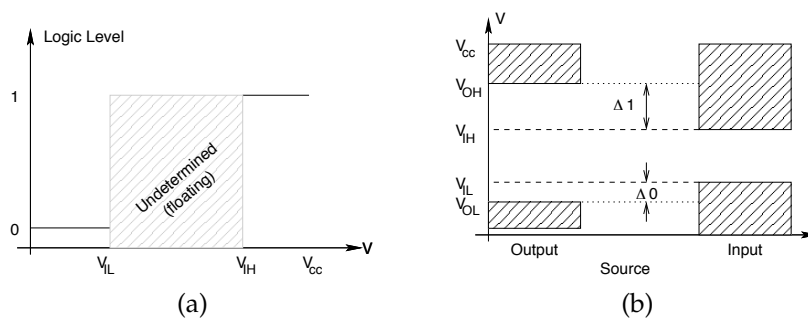 Logic Level
1
Undetermined
(floating)
0
V
V_IL
V_IH
V_cc
(a)
V
V_cc
V_OH
Δ 1
V_IH
V_IL
Δ 0
V_OL
Output
Input
Source
(b)